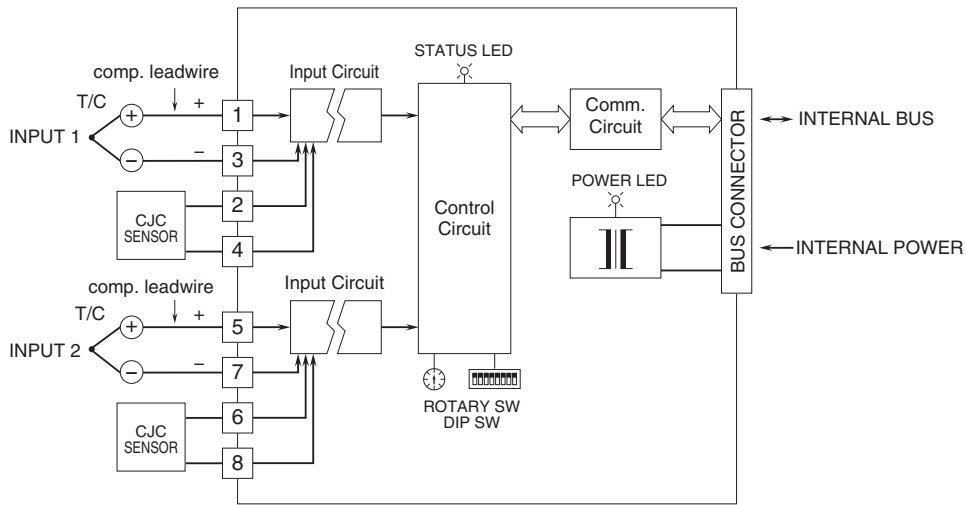 STATUS LED
comp. leadwire
Input Circuit
T/C
+
+
1
INPUT 1
−
−
3
2
CJC
SENSOR
4
Control
Circuit
Comm.
Circuit
BUS CONNECTOR
INTERNAL BUS
POWER LED
INTERNAL POWER
comp. leadwire
Input Circuit
T/C
+
+
5
INPUT 2
−
−
7
6
CJC
SENSOR
8
ROTARY SW
DIP SW